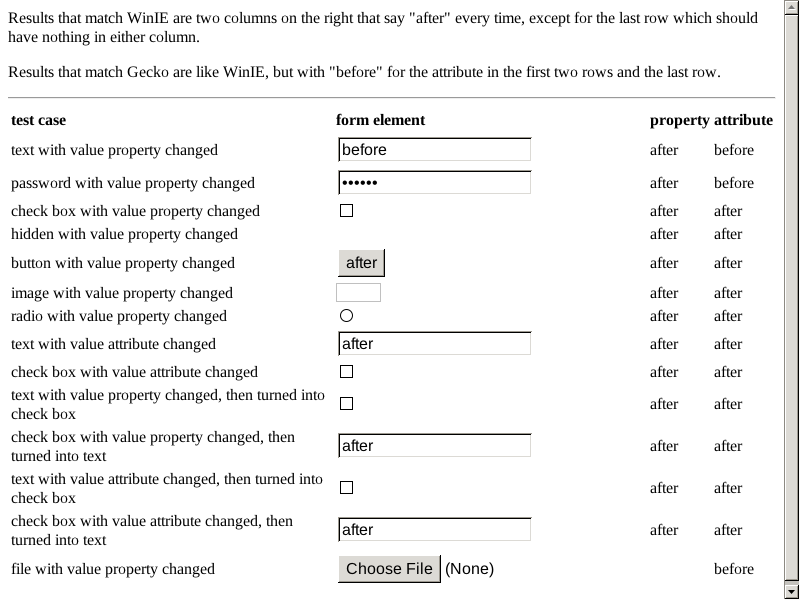 Results that match WinIE are two columns on the right that say "after" every time, except for the last row which should
have nothing in either column.
Results that match Gecko are like WinIE, but with "before" for the attribute in the first two rows and the last row.
test case form element property attribute
text with value property changed before after before
password with value property changed •••••• after before
check box with value property changed after after
hidden with value property changed after after
button with value property changed after after after
image with value property changed after after
radio with value property changed after after
text with value attribute changed after after after
check box with value attribute changed after after
text with value property changed, then turned into
check box after after
check box with value property changed, then
turned into text after after after
text with value attribute changed, then turned into
check box after after
check box with value attribute changed, then
turned into text after after after
file with value property changed Choose File (None) before